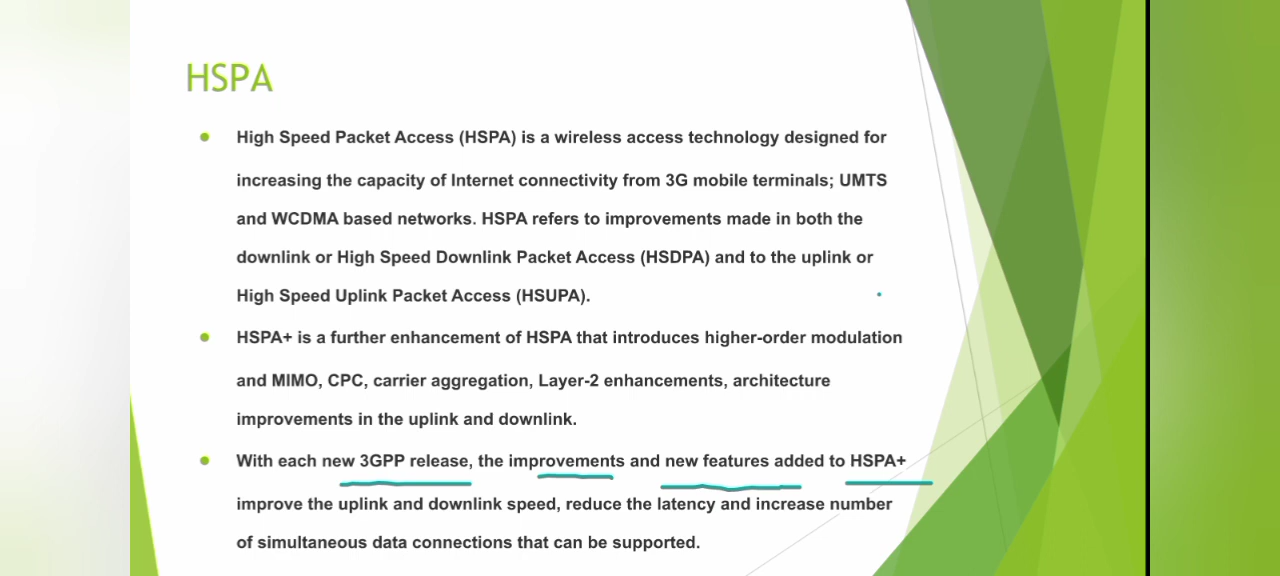 HSPA
High Speed Packet Access (HSPA) is a wireless access technology designed for
increasing the capacity of Internet connectivity from 3G mobile terminals; UMTS
and WCDMA based networks. HSPA refers to improvements made in both the
downlink or High Speed Downlink Packet Access (HSDPA) and to the uplink or
High Speed Uplink Packet Access (HSUPA).
HSPA+ is a further enhancement of HSPA that introduces higher-order modulation
and MIMO, CPC, carrier aggregation, Layer-2 enhancements, architecture
improvements in the uplink and downlink.
With each new 3GPP release, the improvements and new features added to HSPA+
improve the uplink and downlink speed, reduce the latency and increase number
of simultaneous data connections that can be supported.